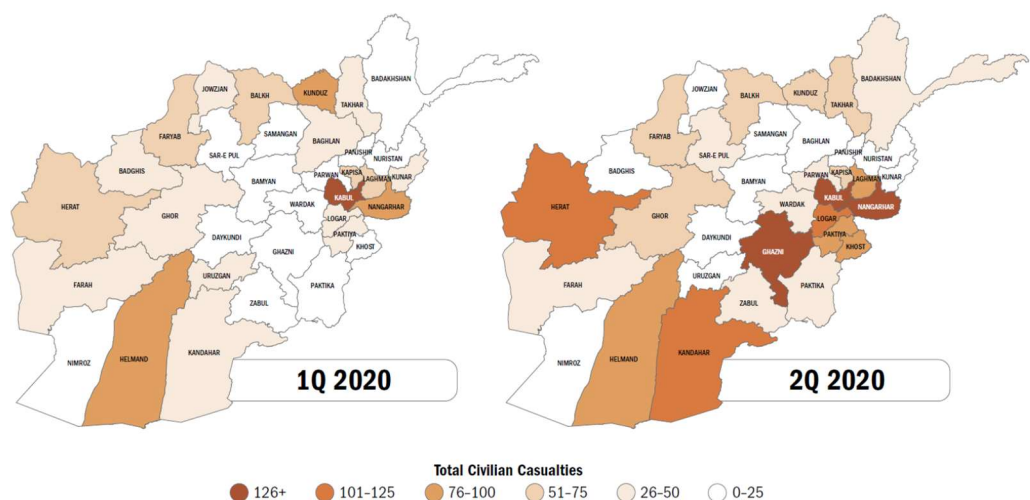 BADAKHSHAN
JOWZJAN
BALKH
KUNDUZ
TAKHAR
FARYAB
SAMANGAN
BAGHLAN
SAR-E PUL
PANJSHIR
NURISTAN
BADGHIS
BAMYAN
PARWAN
KAPISA
LAGHMAN
KUNAR
KABUL
HERAT
WARDAK
NANGARHAR
GHOR
LOGAR
DAYKUNDI
PAKTIYA
GHAZNI
KHOST
FARAH
URUZGAN
PAKTIKA
ZABUL
NIMROZ
HELMAND
KANDAHAR
1Q 2020
BADAKHSHAN
JOWZJAN
BALKH
KUNDUZ
TAKHAR
FARYAB
SAMANGAN
BAGHLAN
SAR-E PUL
PANJSHIR
NURISTAN
BADGHIS
BAMYAN
PARWAN
KAPISA
LAGHMAN
KUNAR
KABUL
HERAT
WARDAK
NANGARHAR
GHOR
LOGAR
DAYKUNDI
PAKTIYA
GHAZNI
KHOST
FARAH
URUZGAN
PAKTIKA
ZABUL
NIMROZ
HELMAND
KANDAHAR
2Q 2020
Total Civilian Casualties
126+ 101–125 76–100 51–75 26–50 0–25